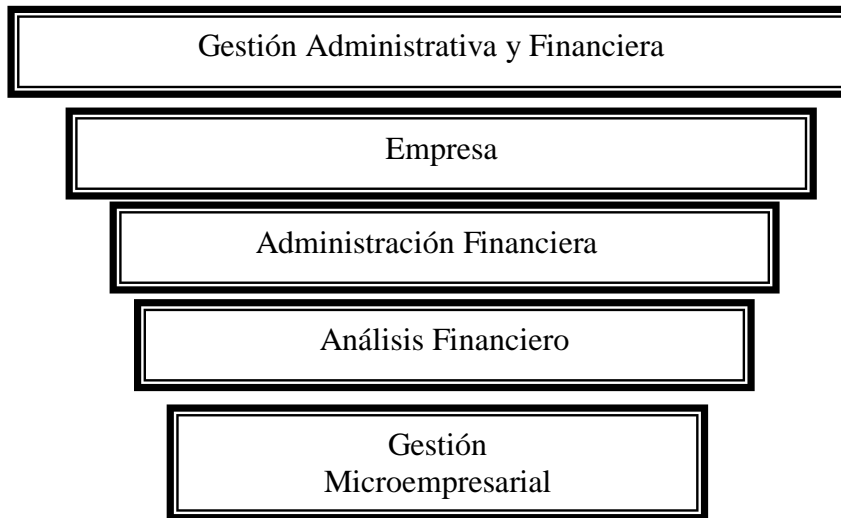 Gestión Administrativa y Financiera
Empresa
Administración Financiera
Análisis Financiero
Gestión
Microempresarial